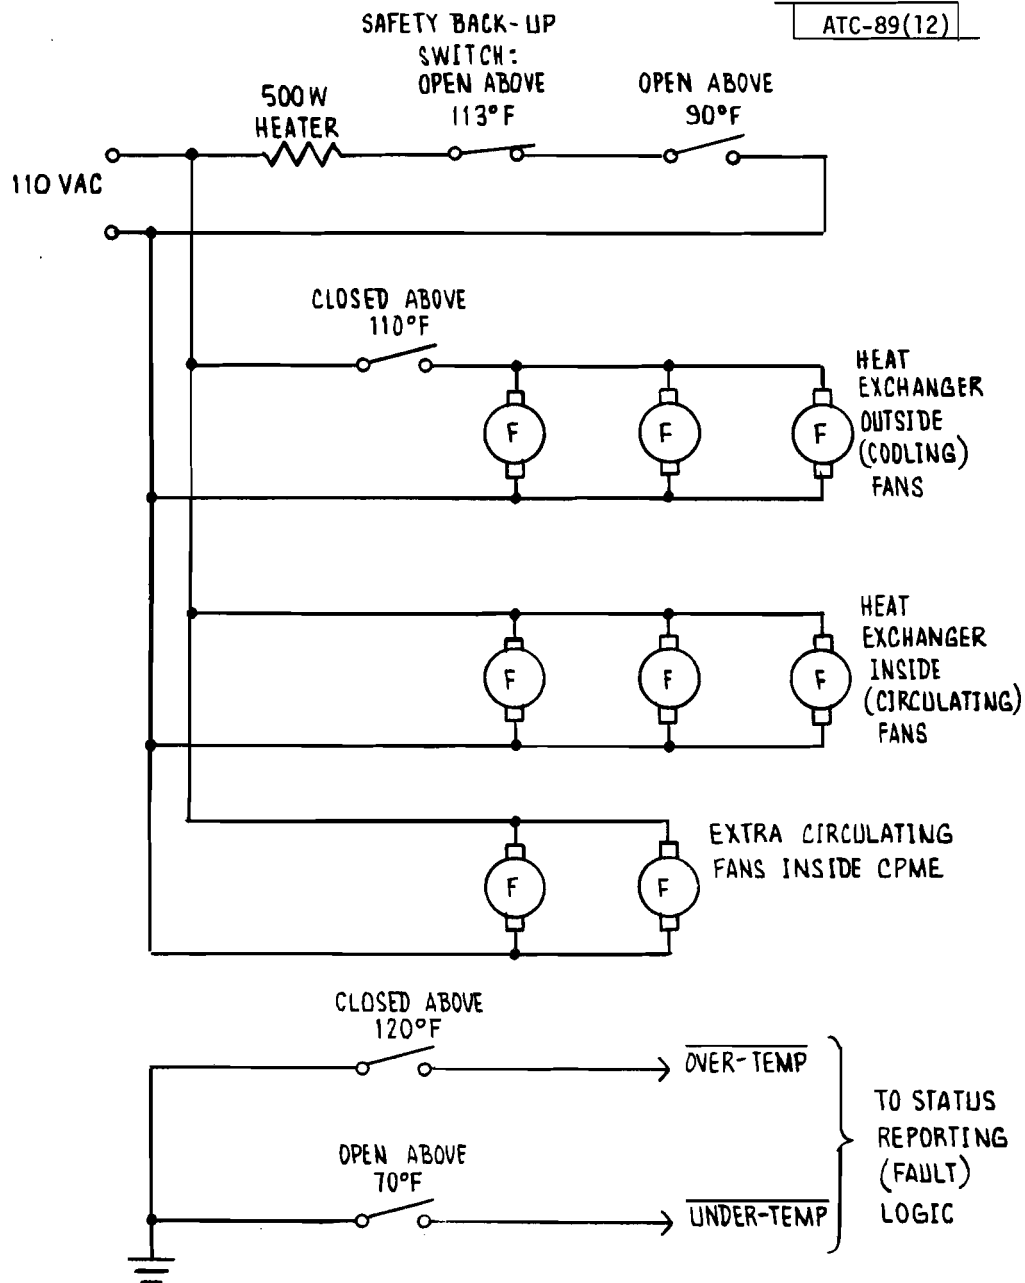 ATC-89(12)
SAFETY BACK-UP
SWITCH:
OPEN ABOVE
113°F
OPEN ABOVE
90°F
500W
HEATER
110 VAC
CLOSED ABOVE
110°F
F
F
F
HEAT
EXCHANGER
OUTSIDE
(COOLING)
FANS
F
F
F
HEAT
EXCHANGER
INSIDE
(CIRCULATING)
FANS
F
F
EXTRA CIRCULATING
FANS INSIDE CPME
CLOSED ABOVE
120°F
OVER-TEMP
OPEN ABOVE
70°F
UNDER-TEMP
TO STATUS
REPORTING
(FAULT)
LOGIC